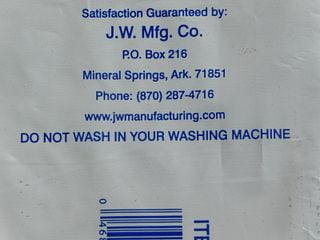 Satisfaction Guaranteed by:
J.W. Mfg. Co.
P.O. Box 216
Mineral Springs, Ark. 71851
Phone: (870) 287-4716
www.jwmanufacturing.com
DO NOT WASH IN YOUR WASHING MACHINE